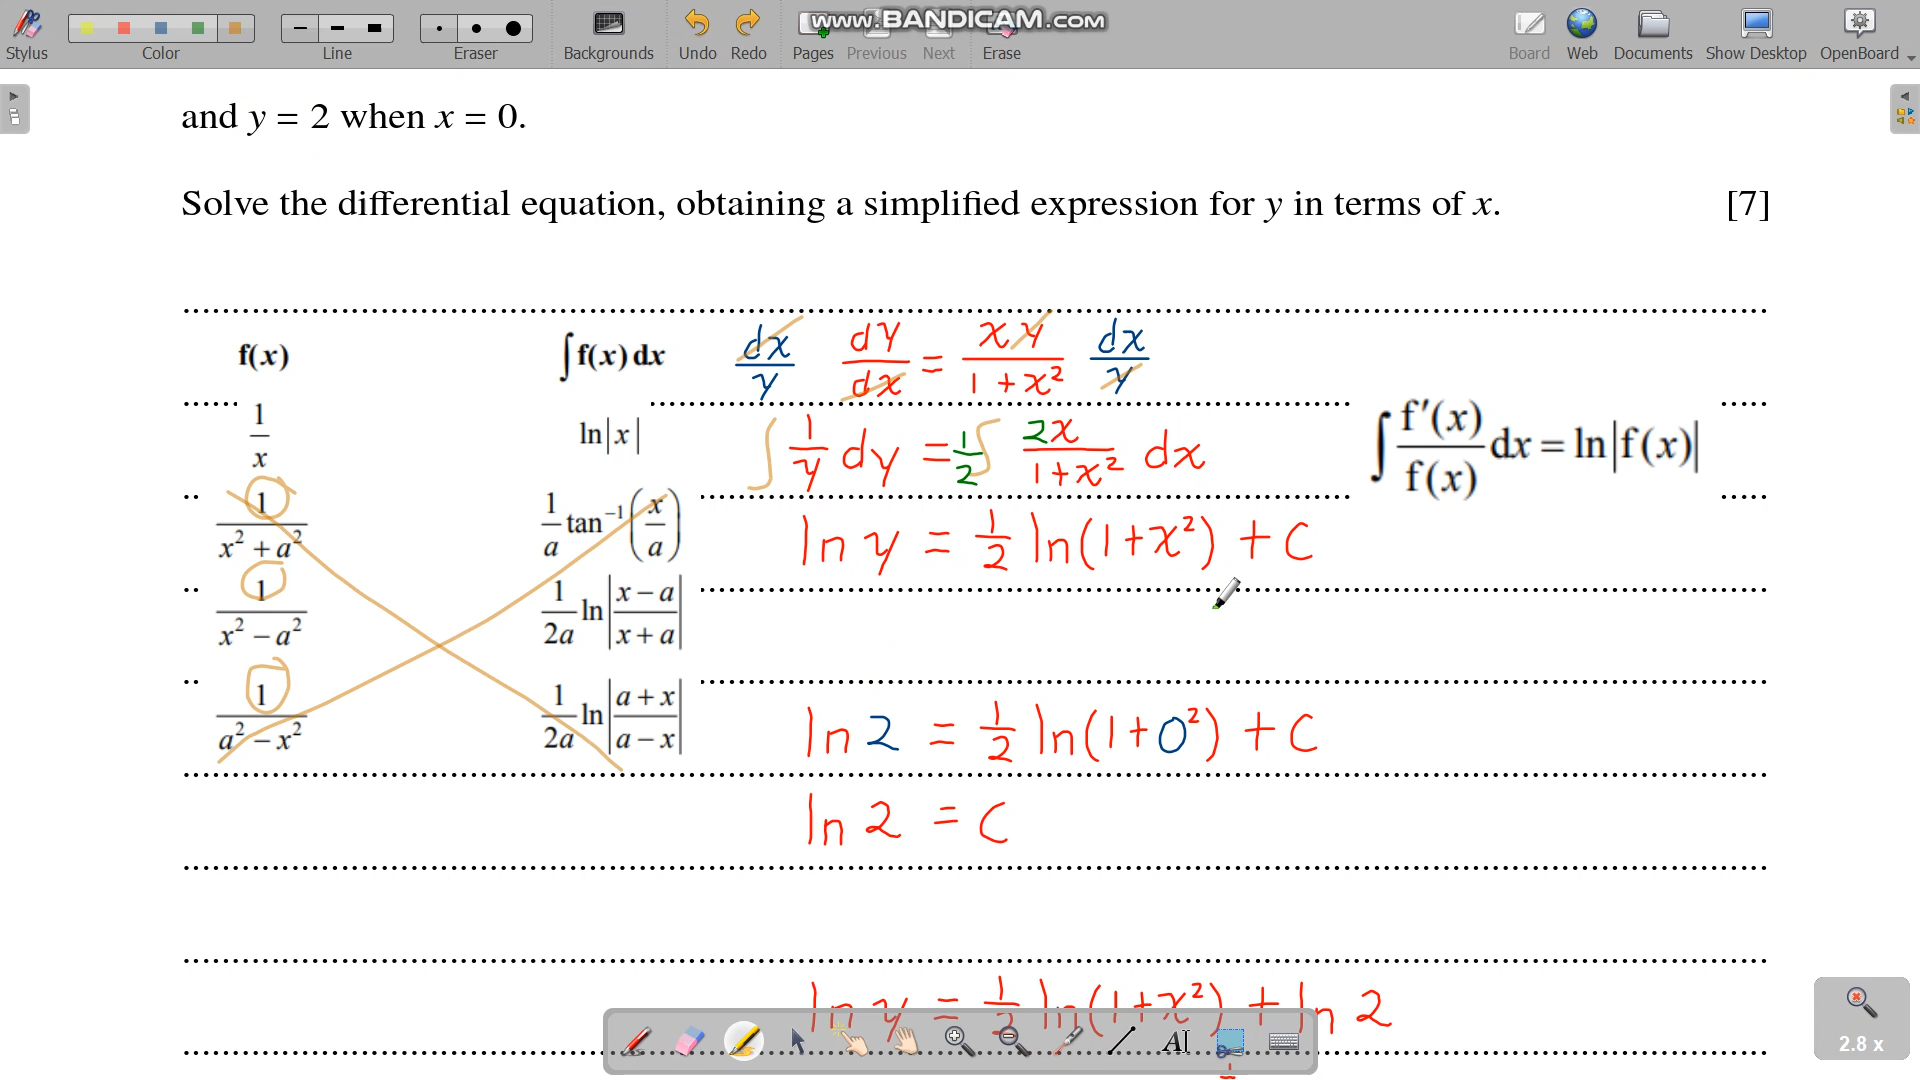 www.BANDICAM.com
Stylus Color Line Eraser Backgrounds Undo Redo Pages Previous Next Erase Board Web Documents Show Desktop OpenBoard
and y = 2 when x = 0.
Solve the differential equation, obtaining a simplified expression for y in terms of x. [7]
f(x) ∫f(x) dx
1/x ln|x|
1/(x² + a²) 1/a tan⁻¹(x/a)
1/(x² − a²) 1/2a ln|(x − a)/(x + a)|
1/(a² − x²) 1/2a ln|(a + x)/(a − x)|
dx/y dy/dx = xy/(1 + x²) dx/y
∫ 1/y dy = 1/2 ∫ 2x/(1+x²) dx
∫ f′(x)/f(x) dx = ln|f(x)|
ln y = 1/2 ln(1+x²) + C
ln 2 = 1/2 ln(1+0²) + C
ln 2 = C
ln y = 1/2 ln(1+x²) + ln 2
AI
2.8 x